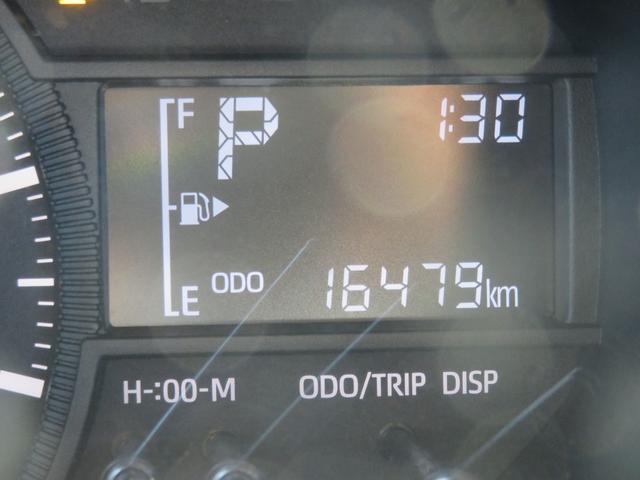 F P 1:30
E ODO 16479km
H-:00-M ODO/TRIP DISP